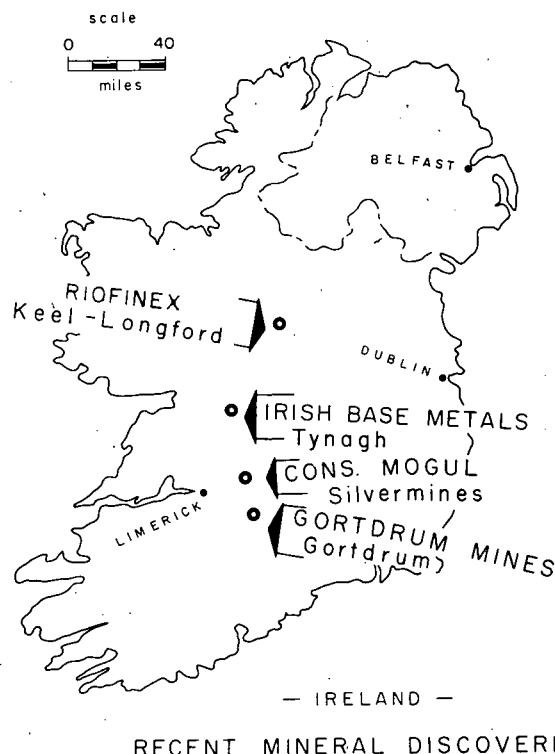 scale
0 40
miles
BELFAST
RIOFINEX
Keel-Longford
DUBLIN
IRISH BASE METALS
Tynagh
CONS. MOGUL
Silvermines
LIMERICK
GORTDRUM MINES
Gortdrum
— IRELAND —
RECENT MINERAL DISCOVERI